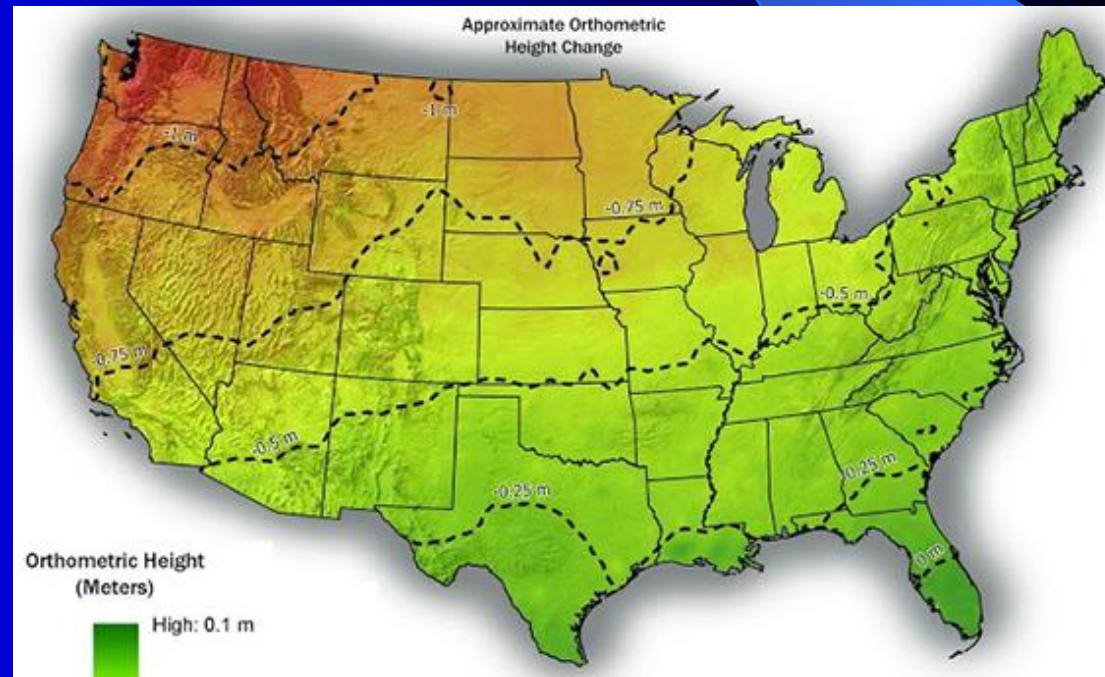 Approximate Orthometric
Height Change
-1 m
-1 m
-0.75 m
-0.75 m
-0.5 m
-0.5 m
-0.25 m
0.25 m
0 m
Orthometric Height
(Meters)
High: 0.1 m